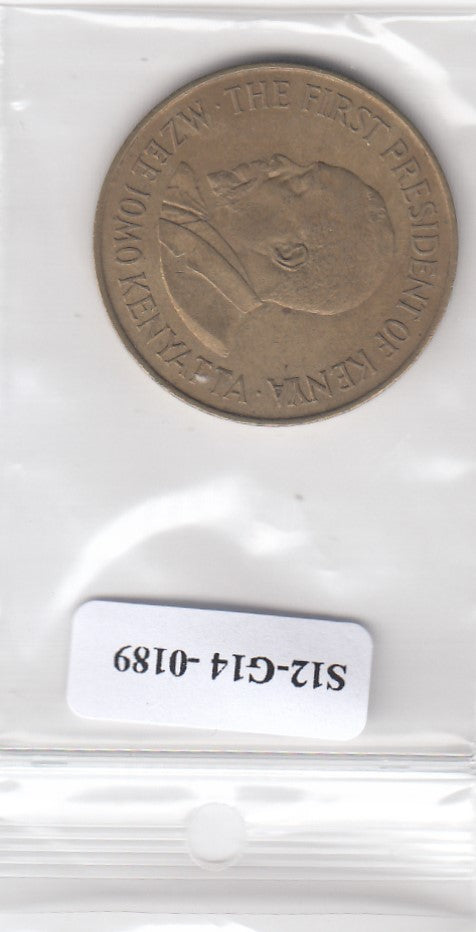 MZEE JOMO KENYATTA · THE FIRST PRESIDENT OF KENYA ·
S12-G14-0189